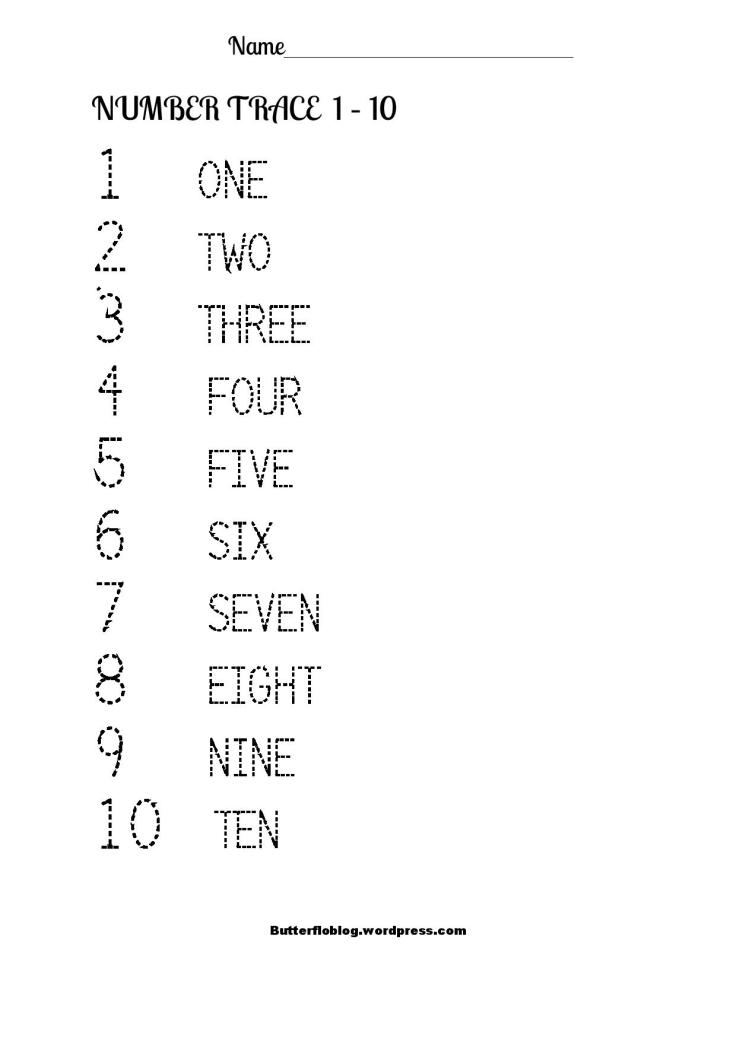 Name
NUMBER TRACE 1 - 10
1 ONE
2 TWO
3 THREE
4 FOUR
5 FIVE
6 SIX
7 SEVEN
8 EIGHT
9 NINE
10 TEN
Butterfloblog.wordpress.com